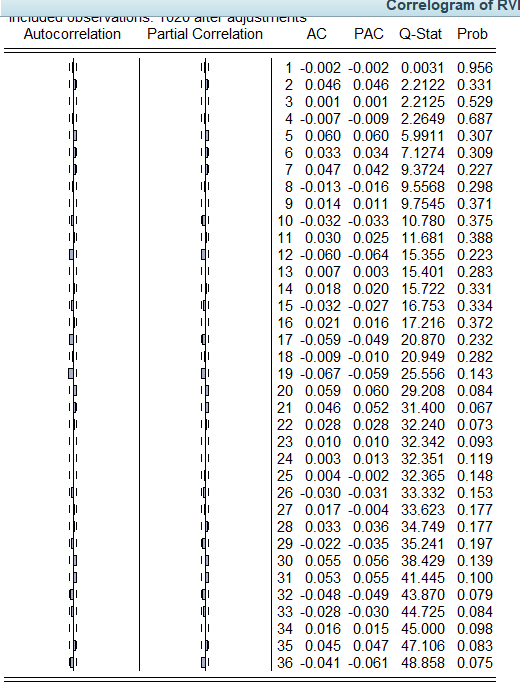 Correlogram of RVI
Included observations: 1020 after adjustments
Autocorrelation Partial Correlation AC PAC Q-Stat Prob
1 -0.002 -0.002 0.0031 0.956
2 0.046 0.046 2.2122 0.331
3 0.001 0.001 2.2125 0.529
4 -0.007 -0.009 2.2649 0.687
5 0.060 0.060 5.9911 0.307
6 0.033 0.034 7.1274 0.309
7 0.047 0.042 9.3724 0.227
8 -0.013 -0.016 9.5568 0.298
9 0.014 0.011 9.7545 0.371
10 -0.032 -0.033 10.780 0.375
11 0.030 0.025 11.681 0.388
12 -0.060 -0.064 15.355 0.223
13 0.007 0.003 15.401 0.283
14 0.018 0.020 15.722 0.331
15 -0.032 -0.027 16.753 0.334
16 0.021 0.016 17.216 0.372
17 -0.059 -0.049 20.870 0.232
18 -0.009 -0.010 20.949 0.282
19 -0.067 -0.059 25.556 0.143
20 0.059 0.060 29.208 0.084
21 0.046 0.052 31.400 0.067
22 0.028 0.028 32.240 0.073
23 0.010 0.010 32.342 0.093
24 0.003 0.013 32.351 0.119
25 0.004 -0.002 32.365 0.148
26 -0.030 -0.031 33.332 0.153
27 0.017 -0.004 33.623 0.177
28 0.033 0.036 34.749 0.177
29 -0.022 -0.035 35.241 0.197
30 0.055 0.056 38.429 0.139
31 0.053 0.055 41.445 0.100
32 -0.048 -0.049 43.870 0.079
33 -0.028 -0.030 44.725 0.084
34 0.016 0.015 45.000 0.098
35 0.045 0.047 47.106 0.083
36 -0.041 -0.061 48.858 0.075